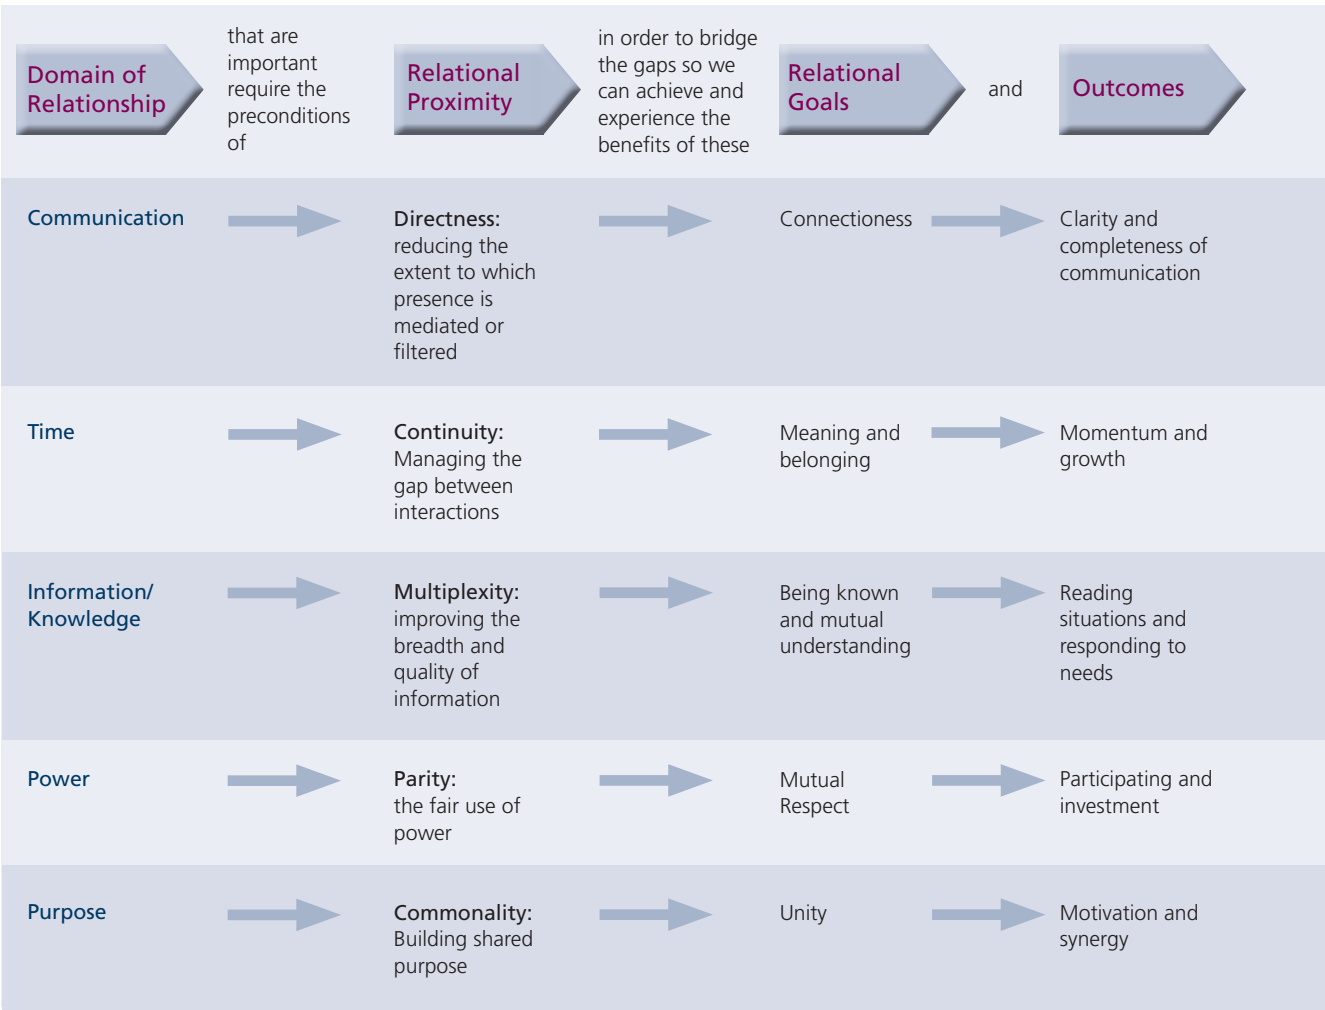 Domain of
Relationship
that are
important
require the
preconditions
of
Relational
Proximity
in order to bridge
the gaps so we
can achieve and
experience the
benefits of these
Relational
Goals
and
Outcomes
Communication
Directness:
reducing the
extent to which
presence is
mediated or
filtered
Connectioness
Clarity and
completeness of
communication
Time
Continuity:
Managing the
gap between
interactions
Meaning and
belonging
Momentum and
growth
Information/
Knowledge
Multiplexity:
improving the
breadth and
quality of
information
Being known
and mutual
understanding
Reading
situations and
responding to
needs
Power
Parity:
the fair use of
power
Mutual
Respect
Participating and
investment
Purpose
Commonality:
Building shared
purpose
Unity
Motivation and
synergy